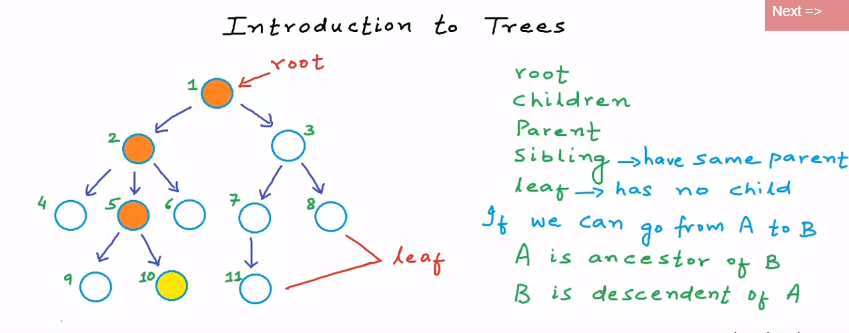 Next =>
Introduction to Trees
root
1
2
3
4
5
6
7
8
9
10
11
leaf
root
Children
Parent
Sibling → have same parent
leaf → has no child
If we can go from A to B
A is ancestor of B
B is descendent of A